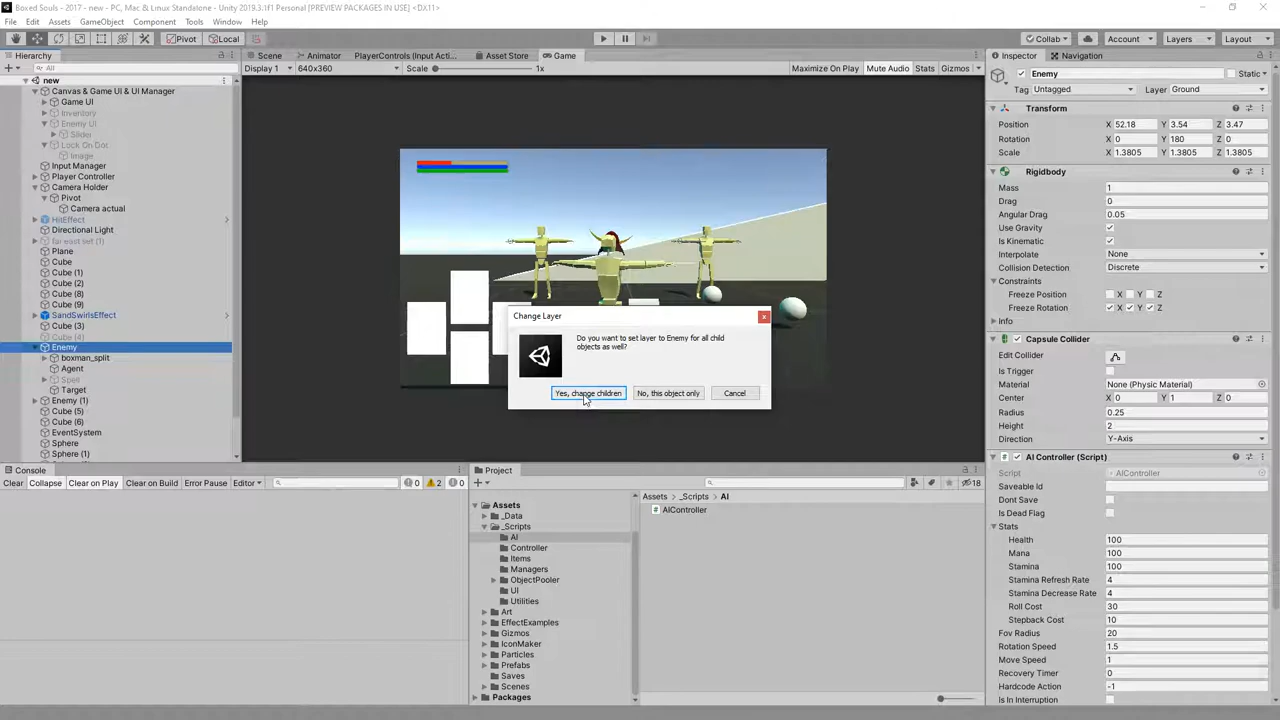 Boxed Souls - 2017 - new - PC, Mac & Linux Standalone - Unity 2019.3.1f1 Personal [PREVIEW PACKAGES IN USE] <DX11>
File Edit Assets GameObject Component Tools Window Help
Pivot Local Collab Account Layers Layout
Hierarchy Scene Animator PlayerControls (Input Acti... Asset Store Game Inspector Navigation
All Display 1 640x360 Scale 1x Maximize On Play Mute Audio Stats Gizmos
new
Canvas & Game UI & UI Manager
Game UI
Inventory
Enemy UI
Slider
Lock On Dot
Image
Input Manager
Player Controller
Camera Holder
Pivot
Camera actual
HitEffect
Directional Light
far east set (1)
Plane
Cube
Cube (1)
Cube (2)
Cube (8)
Cube (9)
SandSwirlsEffect
Cube (3)
Cube (4)
Enemy
boxman_split
Agent
Spell
Target
Enemy (1)
Cube (5)
Cube (6)
EventSystem
Sphere
Sphere (1)
Change Layer
x
Do you want to set layer to Enemy for all child
objects as well?
Yes, change children No, this object only Cancel
Enemy Static
Tag Untagged Layer Ground
Transform
Position X 52.18 Y 3.54 Z 3.47
Rotation X 0 Y 180 Z 0
Scale X 1.3805 Y 1.3805 Z 1.3805
Rigidbody
Mass 1
Drag 0
Angular Drag 0.05
Use Gravity
Is Kinematic
Interpolate None
Collision Detection Discrete
Constraints
Freeze Position X Y Z
Freeze Rotation X Y Z
Info
Capsule Collider
Edit Collider
Is Trigger
Material None (Physic Material)
Center X 0 Y 1 Z 0
Radius 0.25
Height 2
Direction Y-Axis
AI Controller (Script)
Script AIController
Saveable Id
Dont Save
Is Dead Flag
Stats
Health 100
Mana 100
Stamina 100
Stamina Refresh Rate 4
Stamina Decrease Rate 4
Roll Cost 30
Stepback Cost 10
Fov Radius 20
Rotation Speed 1.5
Move Speed 1
Recovery Timer 0
Hardcode Action -1
Is In Interruption
Console
Clear Collapse Clear on Play Clear on Build Error Pause Editor 0 2 0
Project
18
Assets
_Data
_Scripts
AI
Controller
Items
Managers
ObjectPooler
UI
Utilities
Art
EffectExamples
Gizmos
IconMaker
Particles
Prefabs
Saves
Scenes
Packages
Assets > _Scripts > AI
AIController